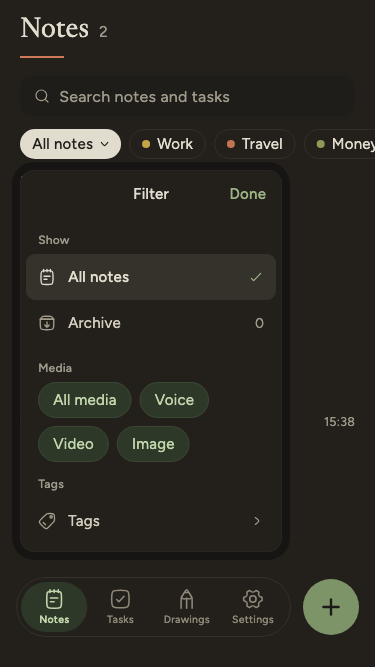 Notes 2
Search notes and tasks
All notes Work Travel Money
Filter Done
Show
All notes
Archive 0
Media
All media Voice
Video Image
Tags
Tags
15:38
Notes Tasks Drawings Settings